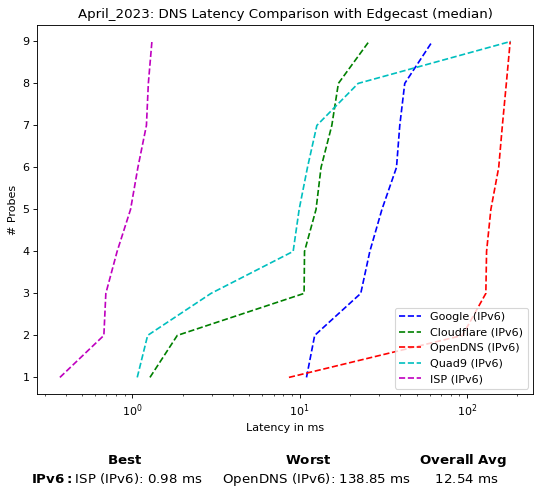 April_2023: DNS Latency Comparison with Edgecast (median)
9
8
7
6
5
4
3
2
1
# Probes
Google (IPv6)
Cloudflare (IPv6)
OpenDNS (IPv6)
Quad9 (IPv6)
ISP (IPv6)
10⁰ 10¹ 10²
Latency in ms
Best Worst Overall Avg
IPv6: ISP (IPv6): 0.98 ms OpenDNS (IPv6): 138.85 ms 12.54 ms